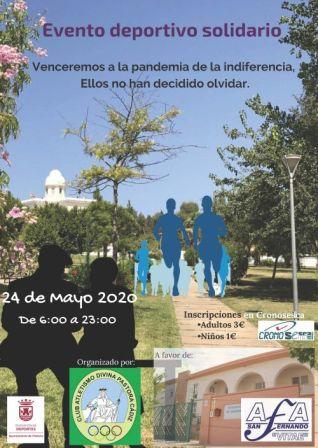 Evento deportivo solidario
Venceremos a la pandemia de la indiferencia,
Ellos no han decidido olvidar.
24 de Mayo 2020
De 6:00 a 23:00
Inscripciones en Cronosesca
•Adultos 3€
•Niños 1€
Organizado por:
CLUB ATLETISMO DIVINA PASTORA CÁDIZ
A favor de:
DEPORTES
AFA
SAN FERNANDO
VITAE